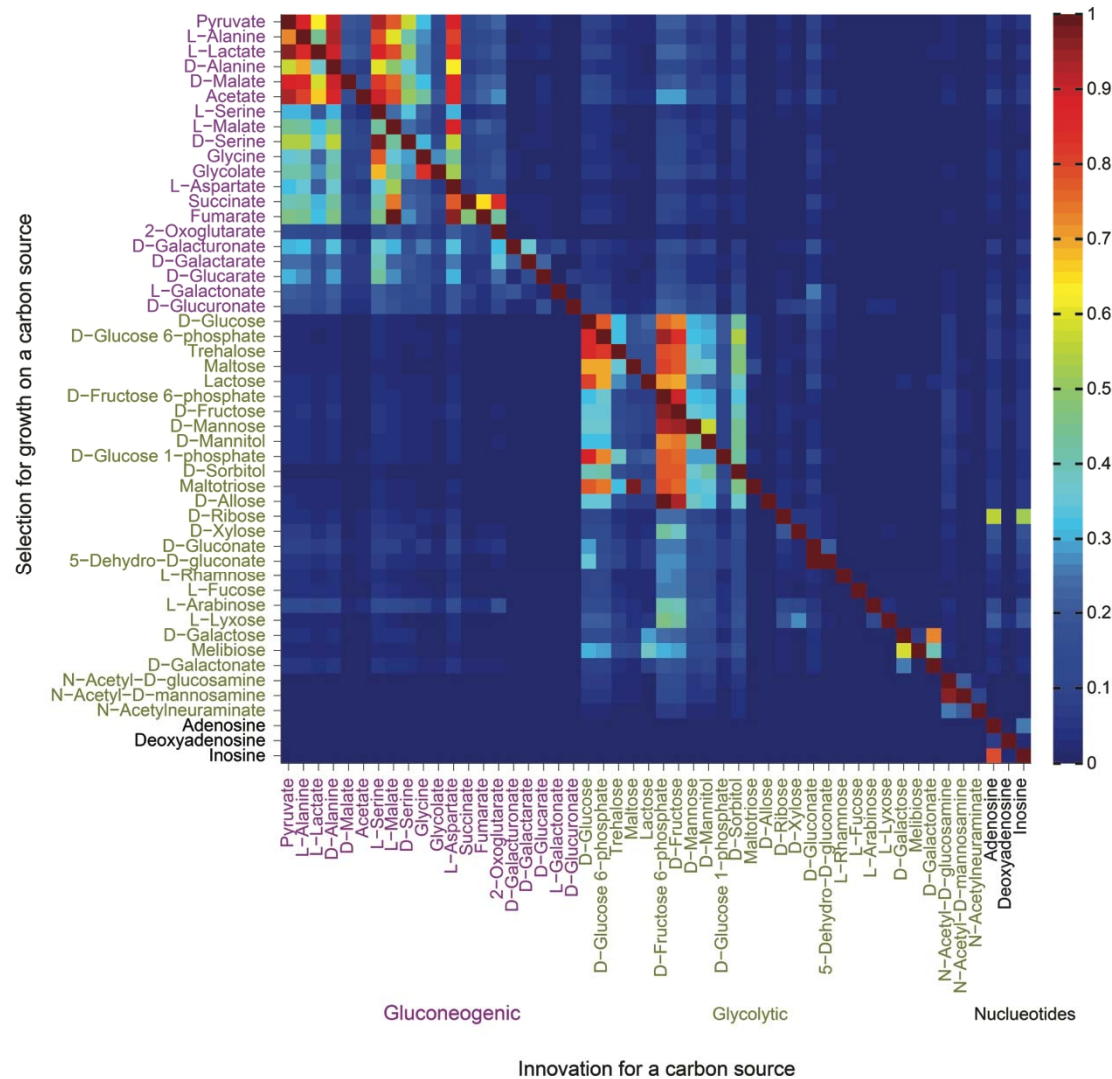 Selection for growth on a carbon source
Pyruvate
L−Alanine
L−Lactate
D−Alanine
D−Malate
Acetate
L−Serine
L−Malate
D−Serine
Glycine
Glycolate
L−Aspartate
Succinate
Fumarate
2−Oxoglutarate
D−Galacturonate
D−Galactarate
D−Glucarate
L−Galactonate
D−Glucuronate
D−Glucose
D−Glucose 6−phosphate
Trehalose
Maltose
Lactose
D−Fructose 6−phosphate
D−Fructose
D−Mannose
D−Mannitol
D−Glucose 1−phosphate
D−Sorbitol
Maltotriose
D−Allose
D−Ribose
D−Xylose
D−Gluconate
5−Dehydro−D−gluconate
L−Rhamnose
L−Fucose
L−Arabinose
L−Lyxose
D−Galactose
Melibiose
D−Galactonate
N−Acetyl−D−glucosamine
N−Acetyl−D−mannosamine
N−Acetylneuraminate
Adenosine
Deoxyadenosine
Inosine
1
0.9
0.8
0.7
0.6
0.5
0.4
0.3
0.2
0.1
0
Pyruvate
L−Alanine
L−Lactate
D−Alanine
D−Malate
Acetate
L−Serine
L−Malate
D−Serine
Glycine
Glycolate
L−Aspartate
Succinate
Fumarate
2−Oxoglutarate
D−Galacturonate
D−Galactarate
D−Glucarate
L−Galactonate
D−Glucuronate
D−Glucose
D−Glucose 6−phosphate
Trehalose
Maltose
Lactose
D−Fructose 6−phosphate
D−Fructose
D−Mannose
D−Mannitol
D−Glucose 1−phosphate
D−Sorbitol
Maltotriose
D−Allose
D−Ribose
D−Xylose
D−Gluconate
5−Dehydro−D−gluconate
L−Rhamnose
L−Fucose
L−Arabinose
L−Lyxose
D−Galactose
Melibiose
D−Galactonate
N−Acetyl−D−glucosamine
N−Acetyl−D−mannosamine
N−Acetylneuraminate
Adenosine
Deoxyadenosine
Inosine
Gluconeogenic
Glycolytic
Nuclueotides
Innovation for a carbon source